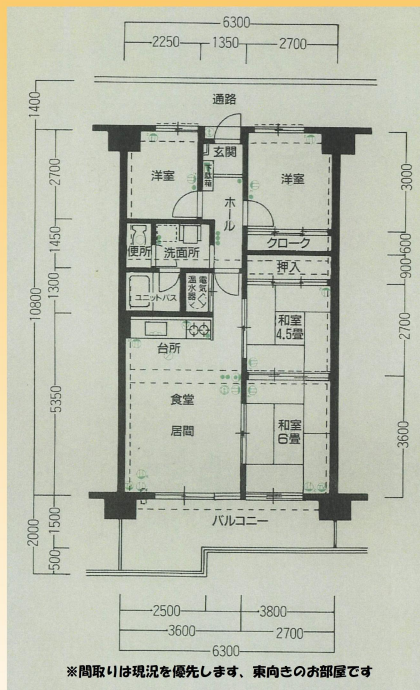 6300
2250 1350 2700
1400
通路
玄関
下駄箱
洋室
洋室
2700
3000
ホール
クローク
600
1450
便所
洗面所
押入
900
10800
1300
ユニットバス
電気温水器
和室
4.5畳
2700
台所
食堂
居間
5350
和室
6畳
3600
2000
1500
バルコニー
500
2500 3800
3600 2700
6300
※間取りは現況を優先します、東向きのお部屋です